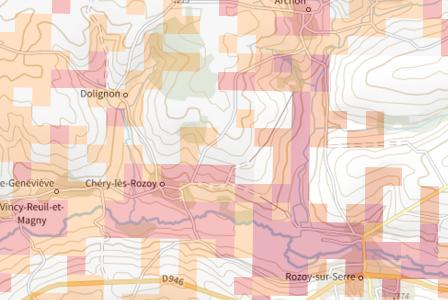 Archon
Dolignon
e-Geneviève
Chéry-lès-Rozoy
Vincy-Reuil-et-
Magny
Rozoy-sur-Serre
D946